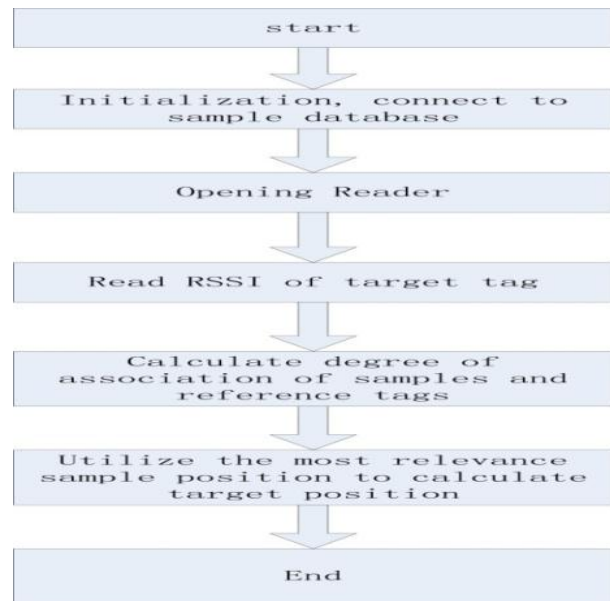 start
Initialization, connect to
sample database
Opening Reader
Read RSSI of target tag
Calculate degree of
association of samples and
reference tags
Utilize the most relevance
sample position to calculate
target position
End